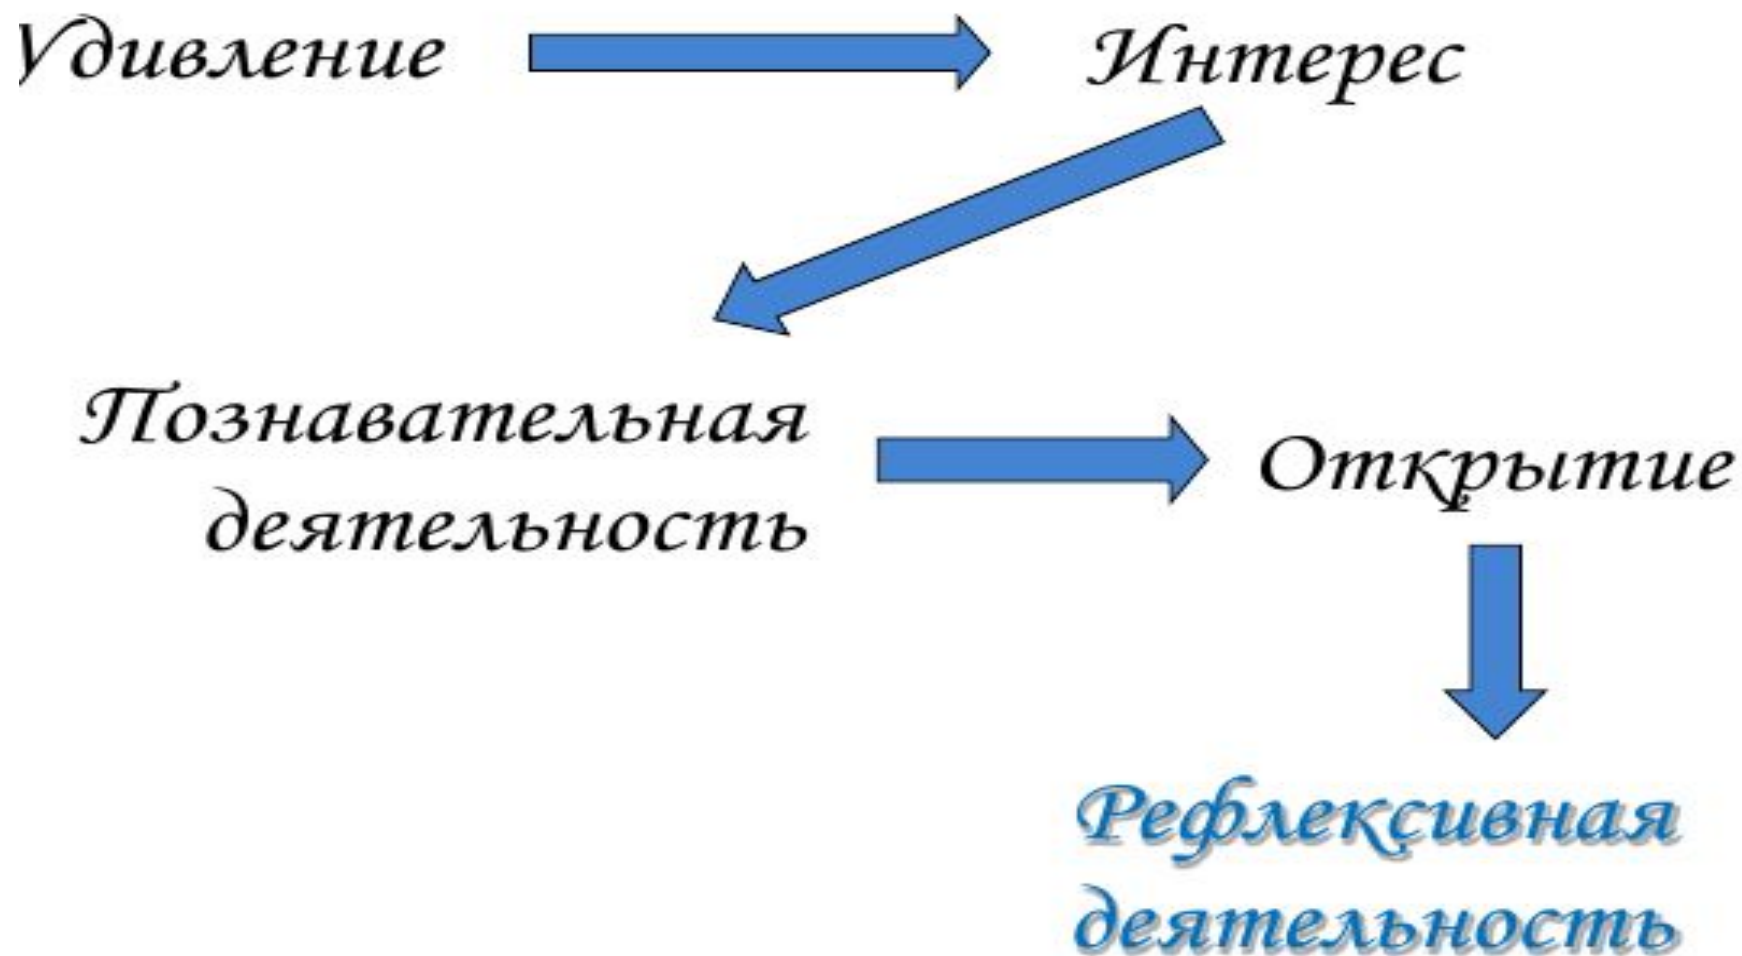 Удивление
Интерес
Познавательная
деятельность
Открытие
Рефлексивная
деятельность